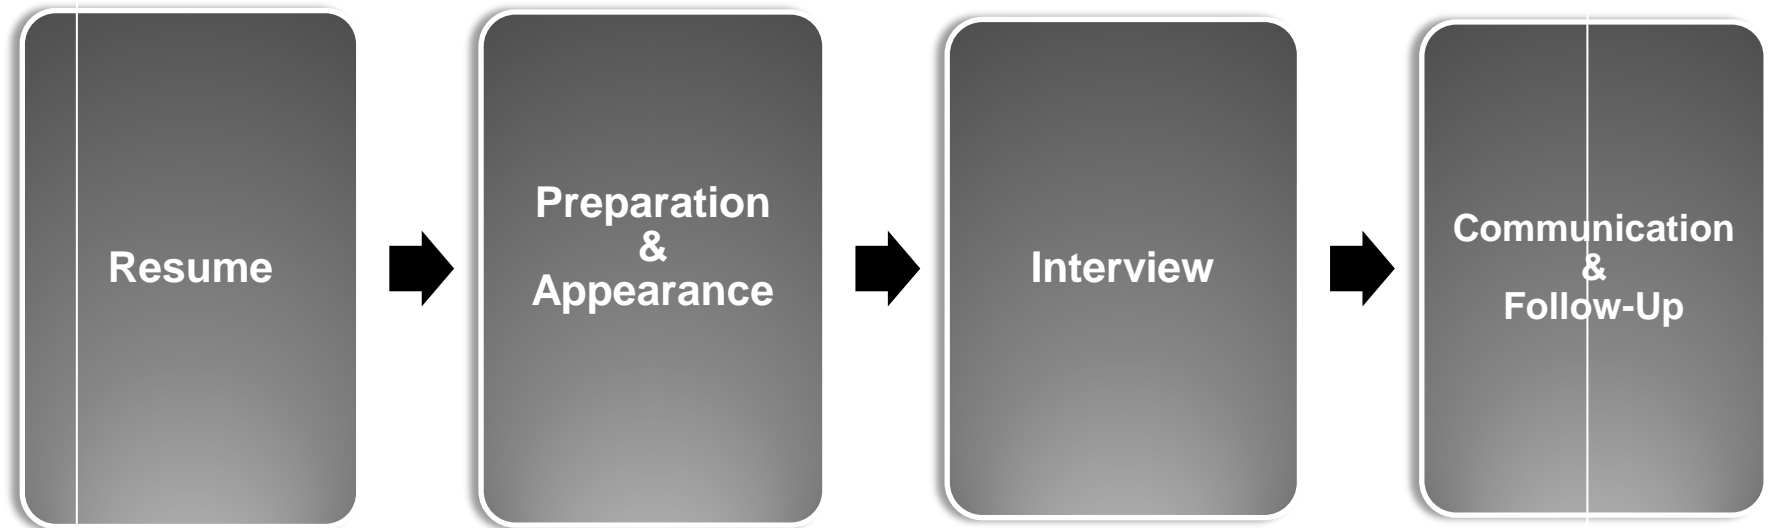 Resume
Preparation
&
Appearance
Interview
Communication
&
Follow-Up